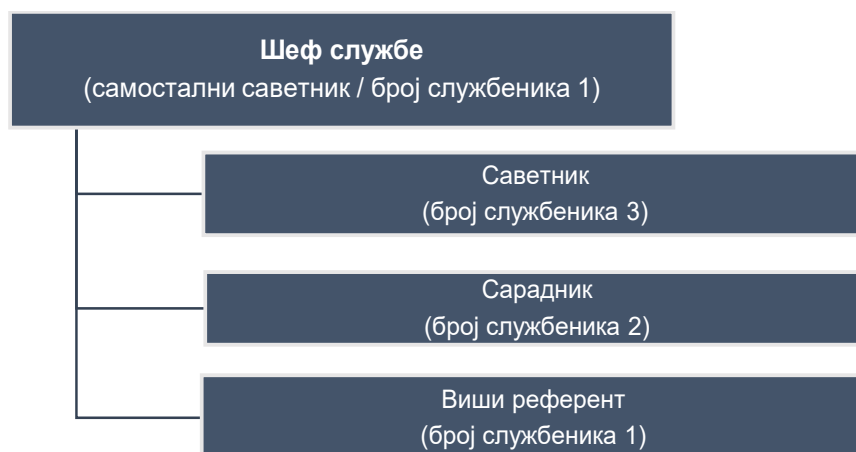 Шеф службе
(самостални саветник / број службеника 1)
Саветник
(број службеника 3)
Сарадник
(број службеника 2)
Виши референт
(број службеника 1)